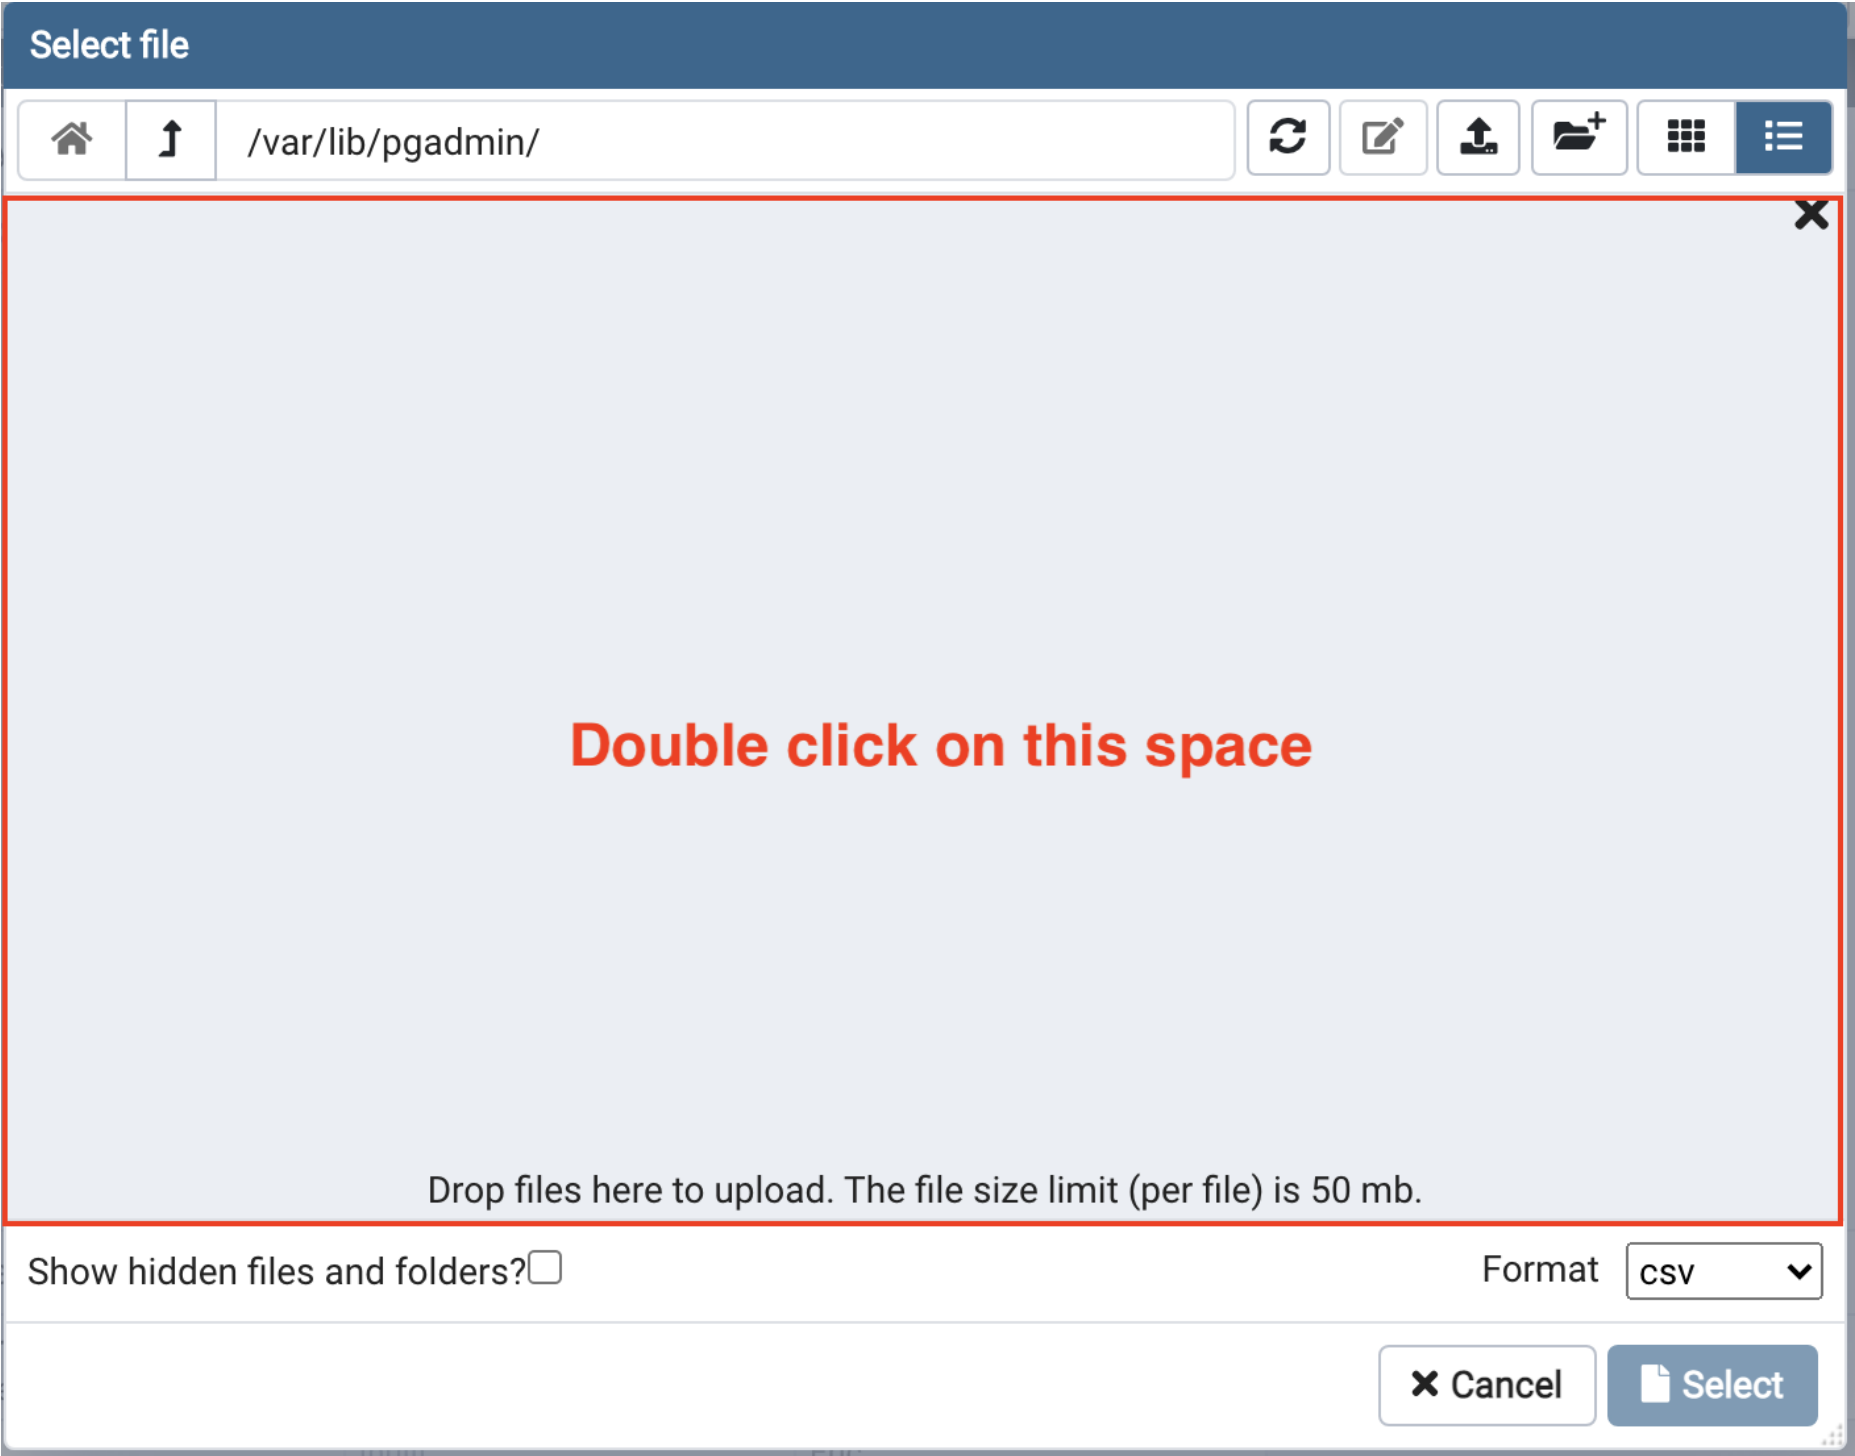 Select file
/var/lib/pgadmin/
Double click on this space
Drop files here to upload. The file size limit (per file) is 50 mb.
Show hidden files and folders?
Format csv
Cancel Select